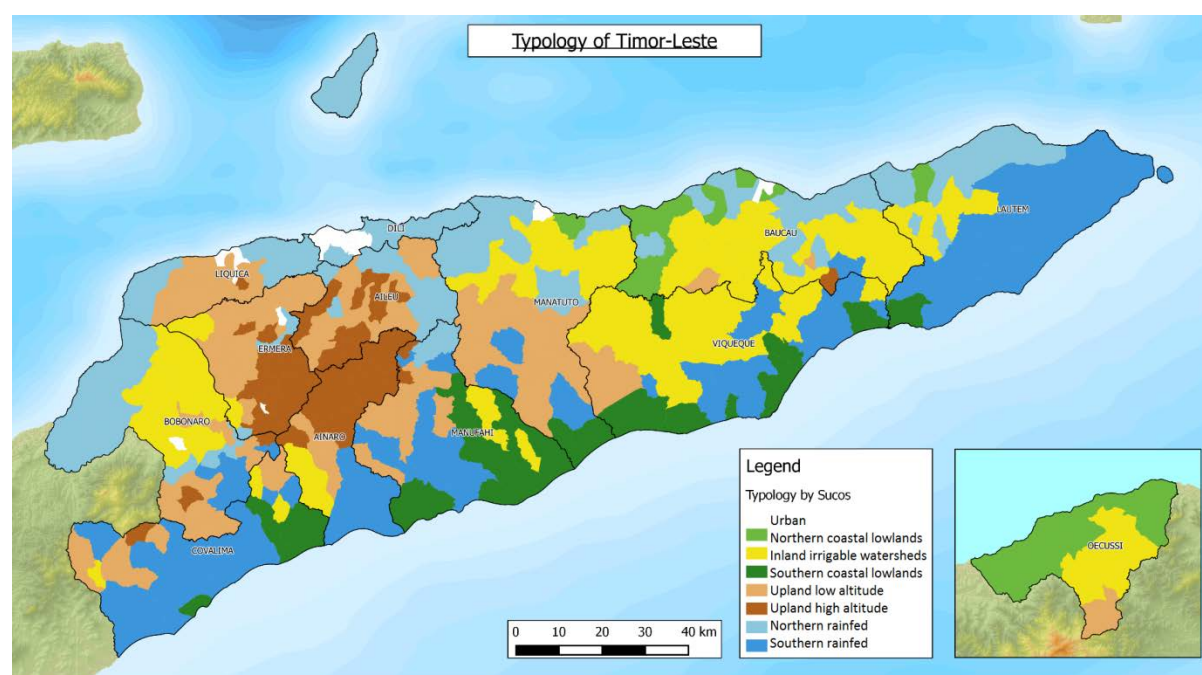 Typology of Timor-Leste
DILI
LAUTEM
BAUCAU
LIQUICA
AILEU
MANATUTO
ERMERA
VIQUEQUE
BOBONARO
AINARO
MANUFAHI
COVALIMA
Legend
Typology by Sucos
Urban
Northern coastal lowlands
Inland irrigable watersheds
Southern coastal lowlands
Upland low altitude
Upland high altitude
Northern rainfed
Southern rainfed
0 10 20 30 40 km
OECUSSI